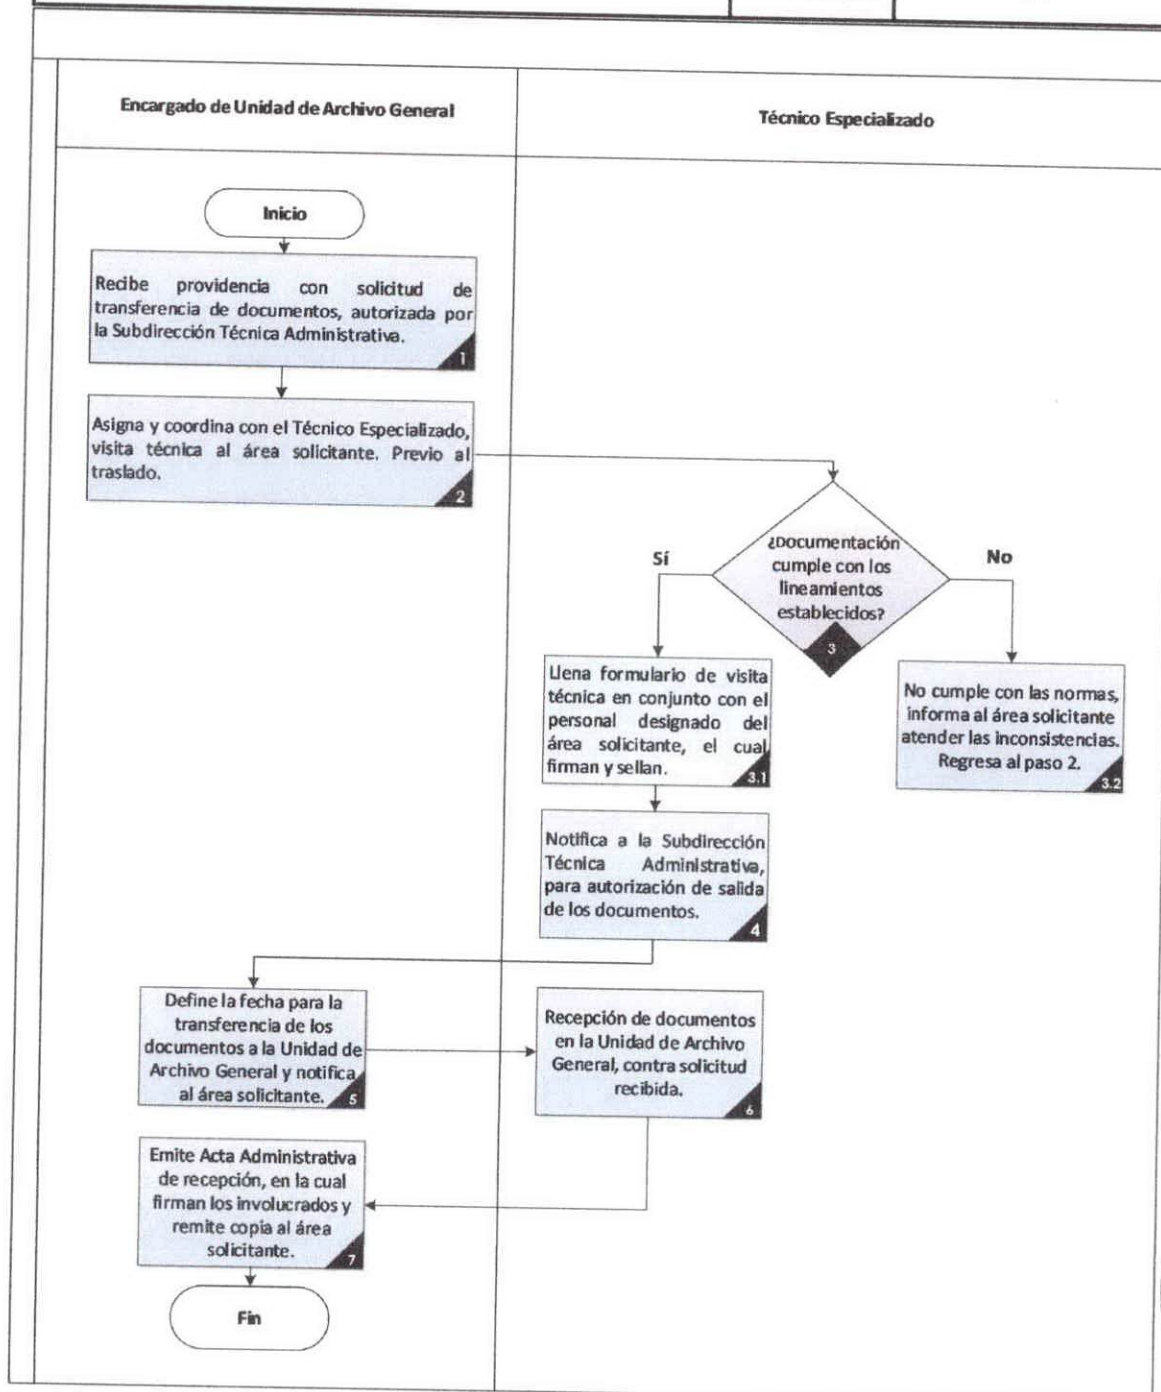 Encargado de Unidad de Archivo General
Técnico Especializado
Inicio
Recibe providencia con solicitud de
transferencia de documentos, autorizada por
la Subdirección Técnica Administrativa.
1
Asigna y coordina con el Técnico Especializado,
visita técnica al área solicitante. Previo al
traslado.
2
¿Documentación
cumple con los
lineamientos
establecidos?
3
Sí
No
Llena formulario de visita
técnica en conjunto con el
personal designado del
área solicitante, el cual
firman y sellan.
3.1
No cumple con las normas,
informa al área solicitante
atender las inconsistencias.
Regresa al paso 2.
3.2
Notifica a la Subdirección
Técnica Administrativa,
para autorización de salida
de los documentos.
4
Define la fecha para la
transferencia de los
documentos a la Unidad de
Archivo General y notifica
al área solicitante.
5
Recepción de documentos
en la Unidad de Archivo
General, contra solicitud
recibida.
6
Emite Acta Administrativa
de recepción, en la cual
firman los involucrados y
remite copia al área
solicitante.
7
Fin